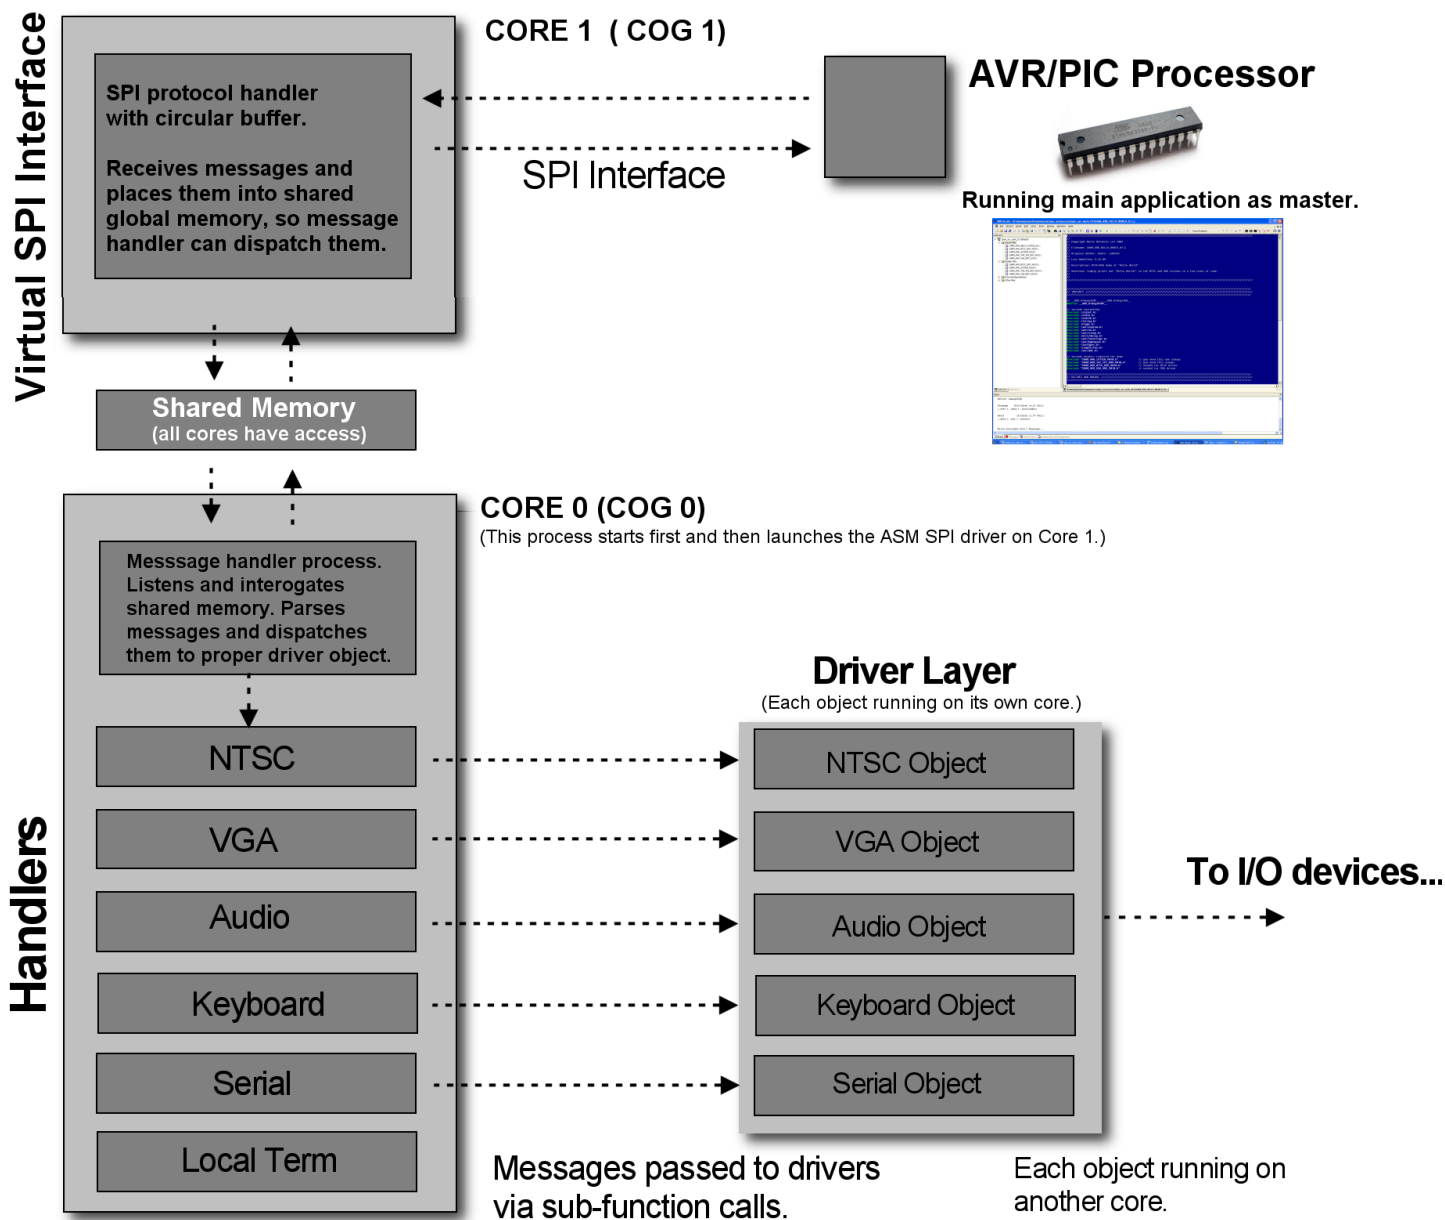 Virtual SPI Interface
CORE 1 ( COG 1)
SPI protocol handler
with circular buffer.
Receives messages and
places them into shared
global memory, so message
handler can dispatch them.
SPI Interface
AVR/PIC Processor
Running main application as master.
Shared Memory
(all cores have access)
CORE 0 (COG 0)
(This process starts first and then launches the ASM SPI driver on Core 1.)
Messsage handler process.
Listens and interogates
shared memory. Parses
messages and dispatches
them to proper driver object.
Handlers
NTSC
VGA
Audio
Keyboard
Serial
Local Term
Driver Layer
(Each object running on its own core.)
NTSC Object
VGA Object
Audio Object
Keyboard Object
Serial Object
To I/O devices...
Messages passed to drivers
via sub-function calls.
Each object running on
another core.